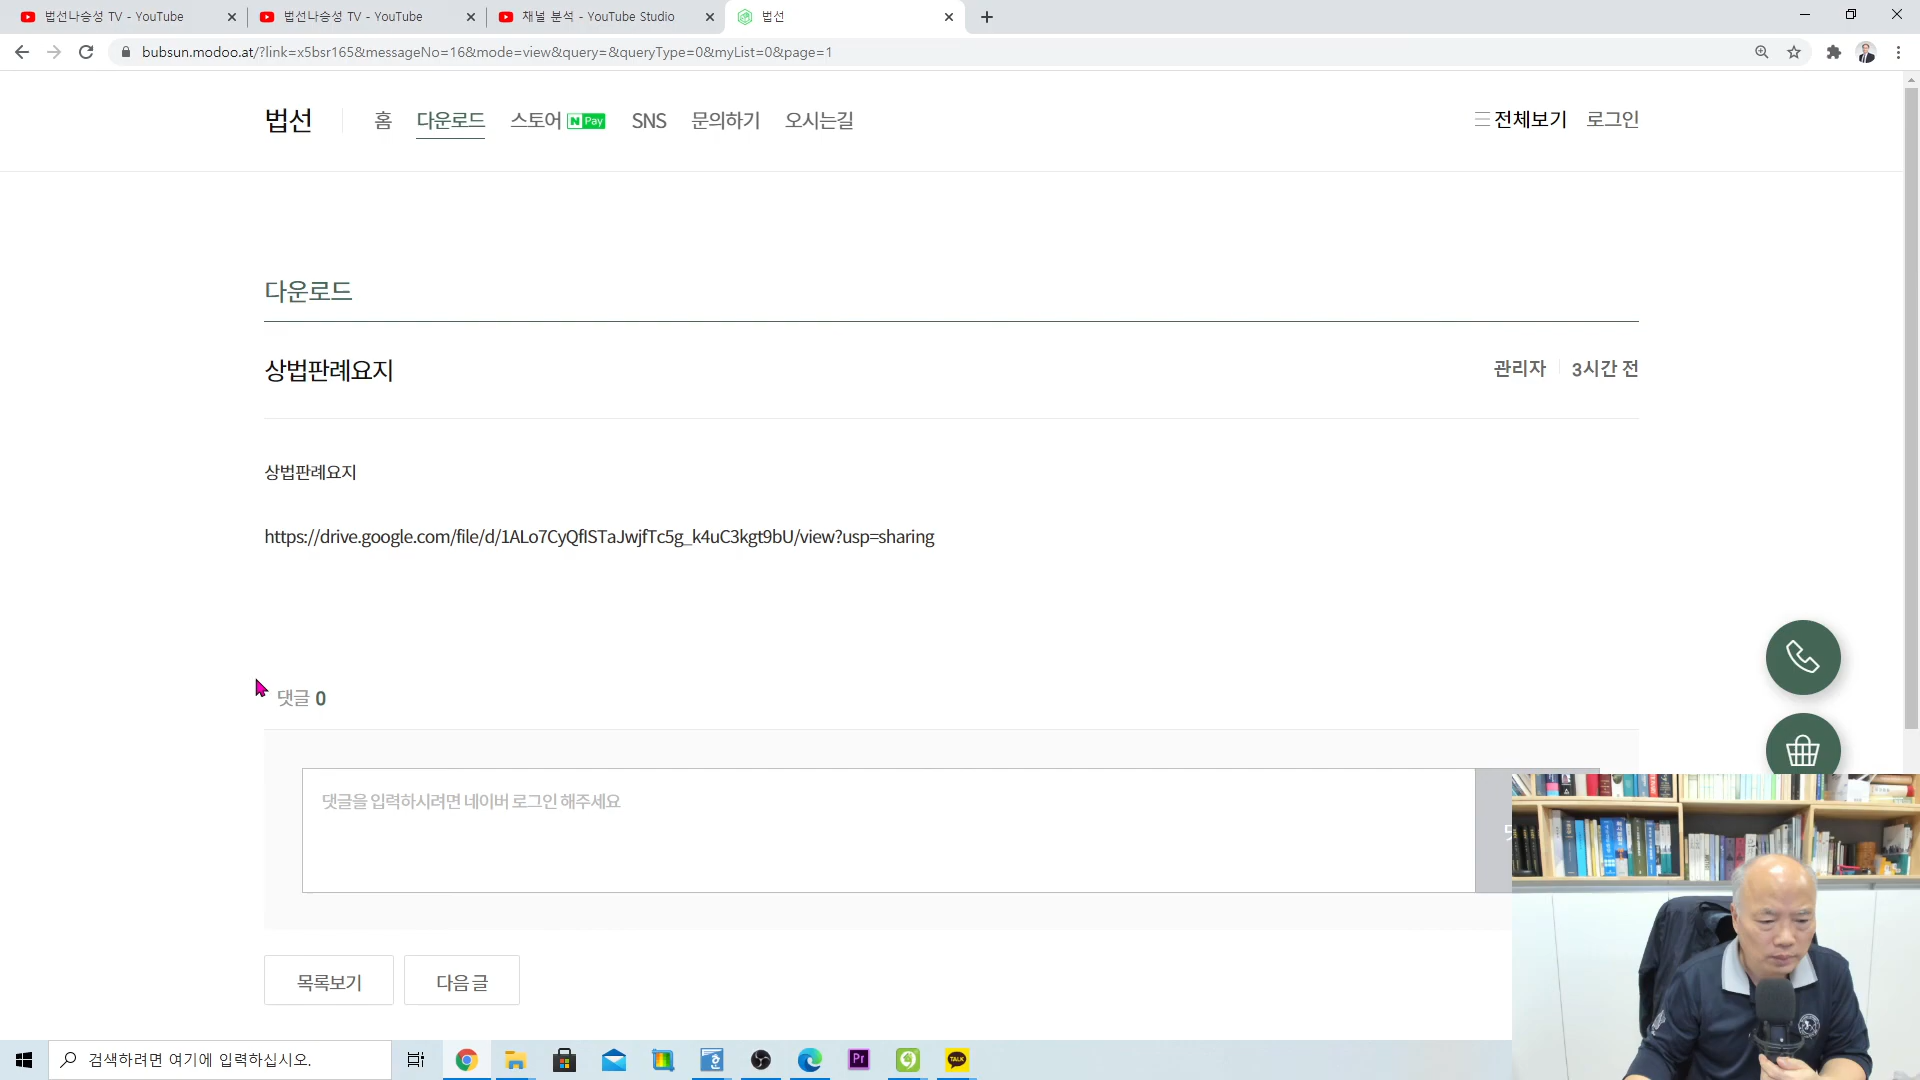 법선나승성 TV - YouTube
법선나승성 TV - YouTube
채널 분석 - YouTube Studio
법선
bubsun.modoo.at/?link=x5bsr165&messageNo=16&mode=view&query=&queryType=0&myList=0&page=1
법선
홈
다운로드
스토어 N Pay
SNS
문의하기
오시는길
전체보기
로그인
다운로드
상법판례요지
관리자
3시간 전
상법판례요지
https://drive.google.com/file/d/1ALo7CyQflSTaJwjfTc5g_k4uC3kgt9bU/view?usp=sharing
댓글 0
댓글을 입력하시려면 네이버 로그인 해주세요
목록보기
다음 글
검색하려면 여기에 입력하십시오.
Pr
TALK